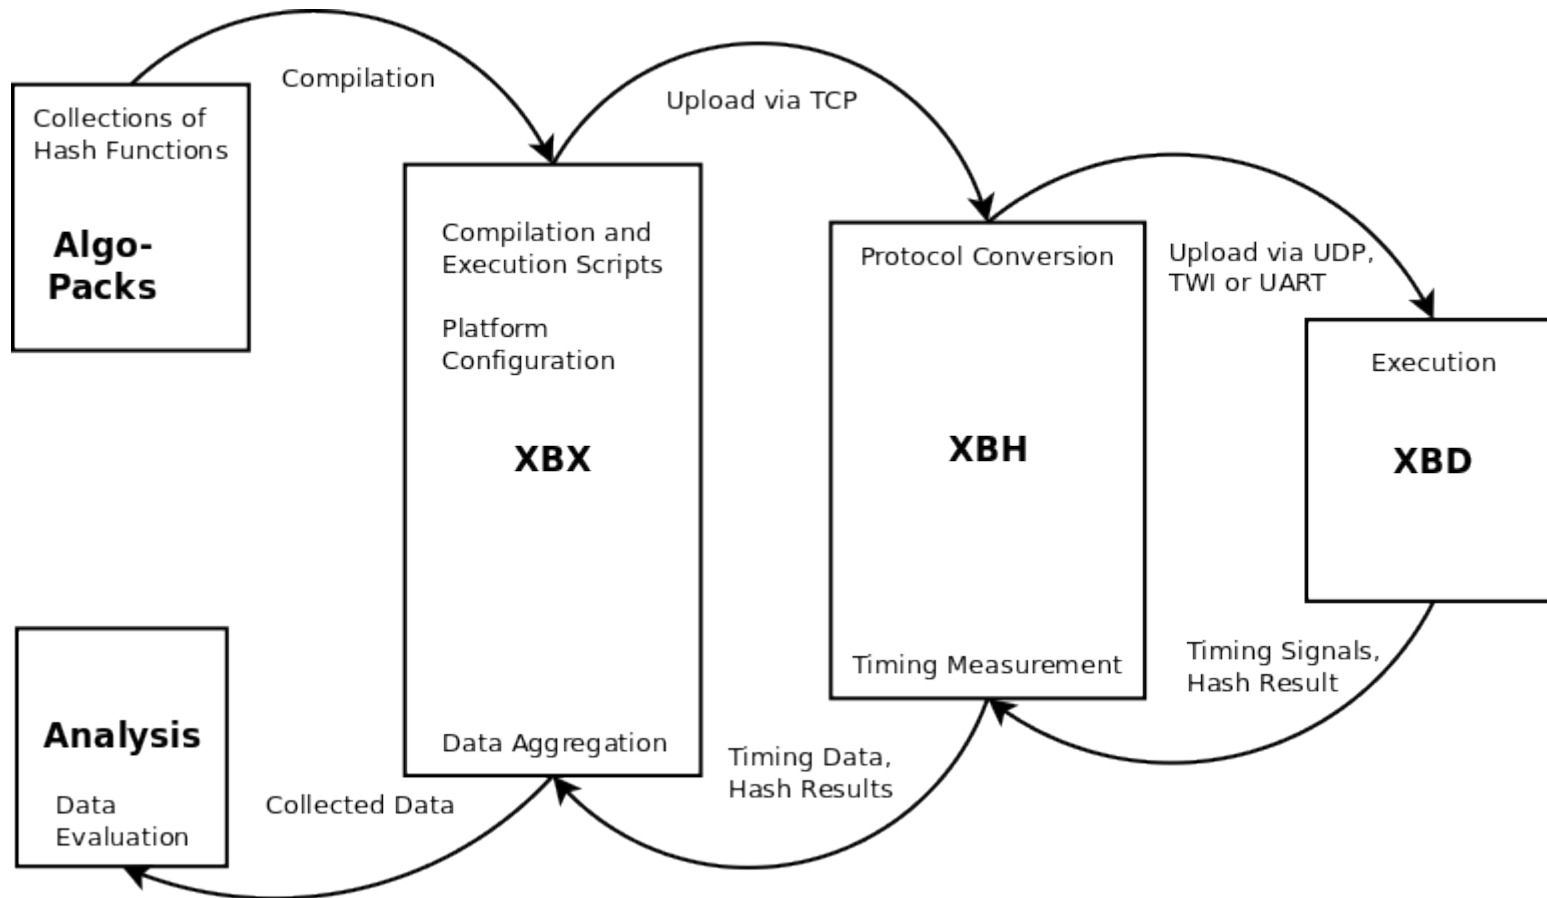 Compilation
Upload via TCP
Collections of
Hash Functions
Algo-
Packs
Compilation and
Execution Scripts
Platform
Configuration
XBX
Data Aggregation
Protocol Conversion
XBH
Timing Measurement
Upload via UDP,
TWI or UART
Execution
XBD
Timing Signals,
Hash Result
Timing Data,
Hash Results
Collected Data
Analysis
Data
Evaluation